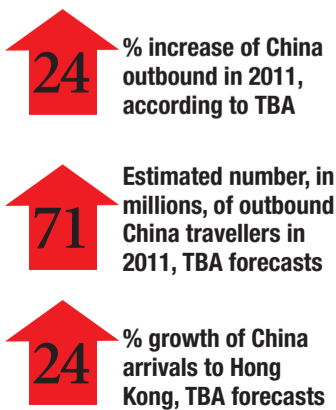 24
% increase of China
outbound in 2011,
according to TBA
71
Estimated number, in
millions, of outbound
China travellers in
2011, TBA forecasts
24
% growth of China
arrivals to Hong
Kong, TBA forecasts